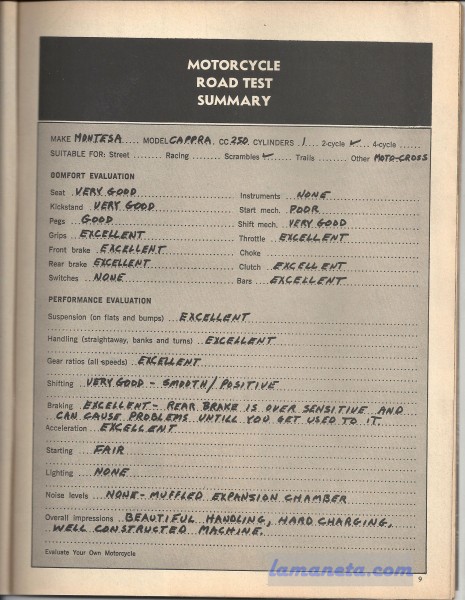 MOTORCYCLE
ROAD TEST
SUMMARY
MAKE MONTESA..... MODEL CAPPRA. CC.250. CYLINDERS .1.... 2-cycle ✓.. 4-cycle ......
SUITABLE FOR: Street ........ Racing ........ Scrambles ✓..... Trails ...... Other MOTO-CROSS
COMFORT EVALUATION
Seat ..VERY GOOD
Instruments ...NONE
Kickstand VERY GOOD
Start mech. POOR
Pegs ..GOOD
Shift mech. VERY GOOD
Grips ..EXCELLENT
Throttle ..EXCELLENT
Front brake ..EXCELLENT
Choke
Rear brake EXCELLENT
Clutch ..EXCELLENT
Switches ..NONE
Bars ..EXCELLENT
PERFORMANCE EVALUATION
Suspension (on flats and bumps) ...EXCELLENT
Handling (straightaway, banks and turns) ..EXCELLENT
Gear ratios (all speeds) ..EXCELLENT
Shifting ..VERY GOOD - SMOOTH/POSITIVE
Braking ..EXCELLENT - REAR BRAKE IS OVER SENSITIVE AND
CAN CAUSE PROBLEMS UNTILL YOU GET USED TO IT.
Acceleration ...EXCELLENT
Starting ....FAIR
Lighting ....NONE
Noise levels ...NONE - MUFFLED EXPANSION CHAMBER
Overall impressions ..BEAUTIFUL HANDLING, HARD CHARGING,
WELL CONSTRUCTED MACHINE.
Evaluate Your Own Motorcycle
lamaneta.com
9